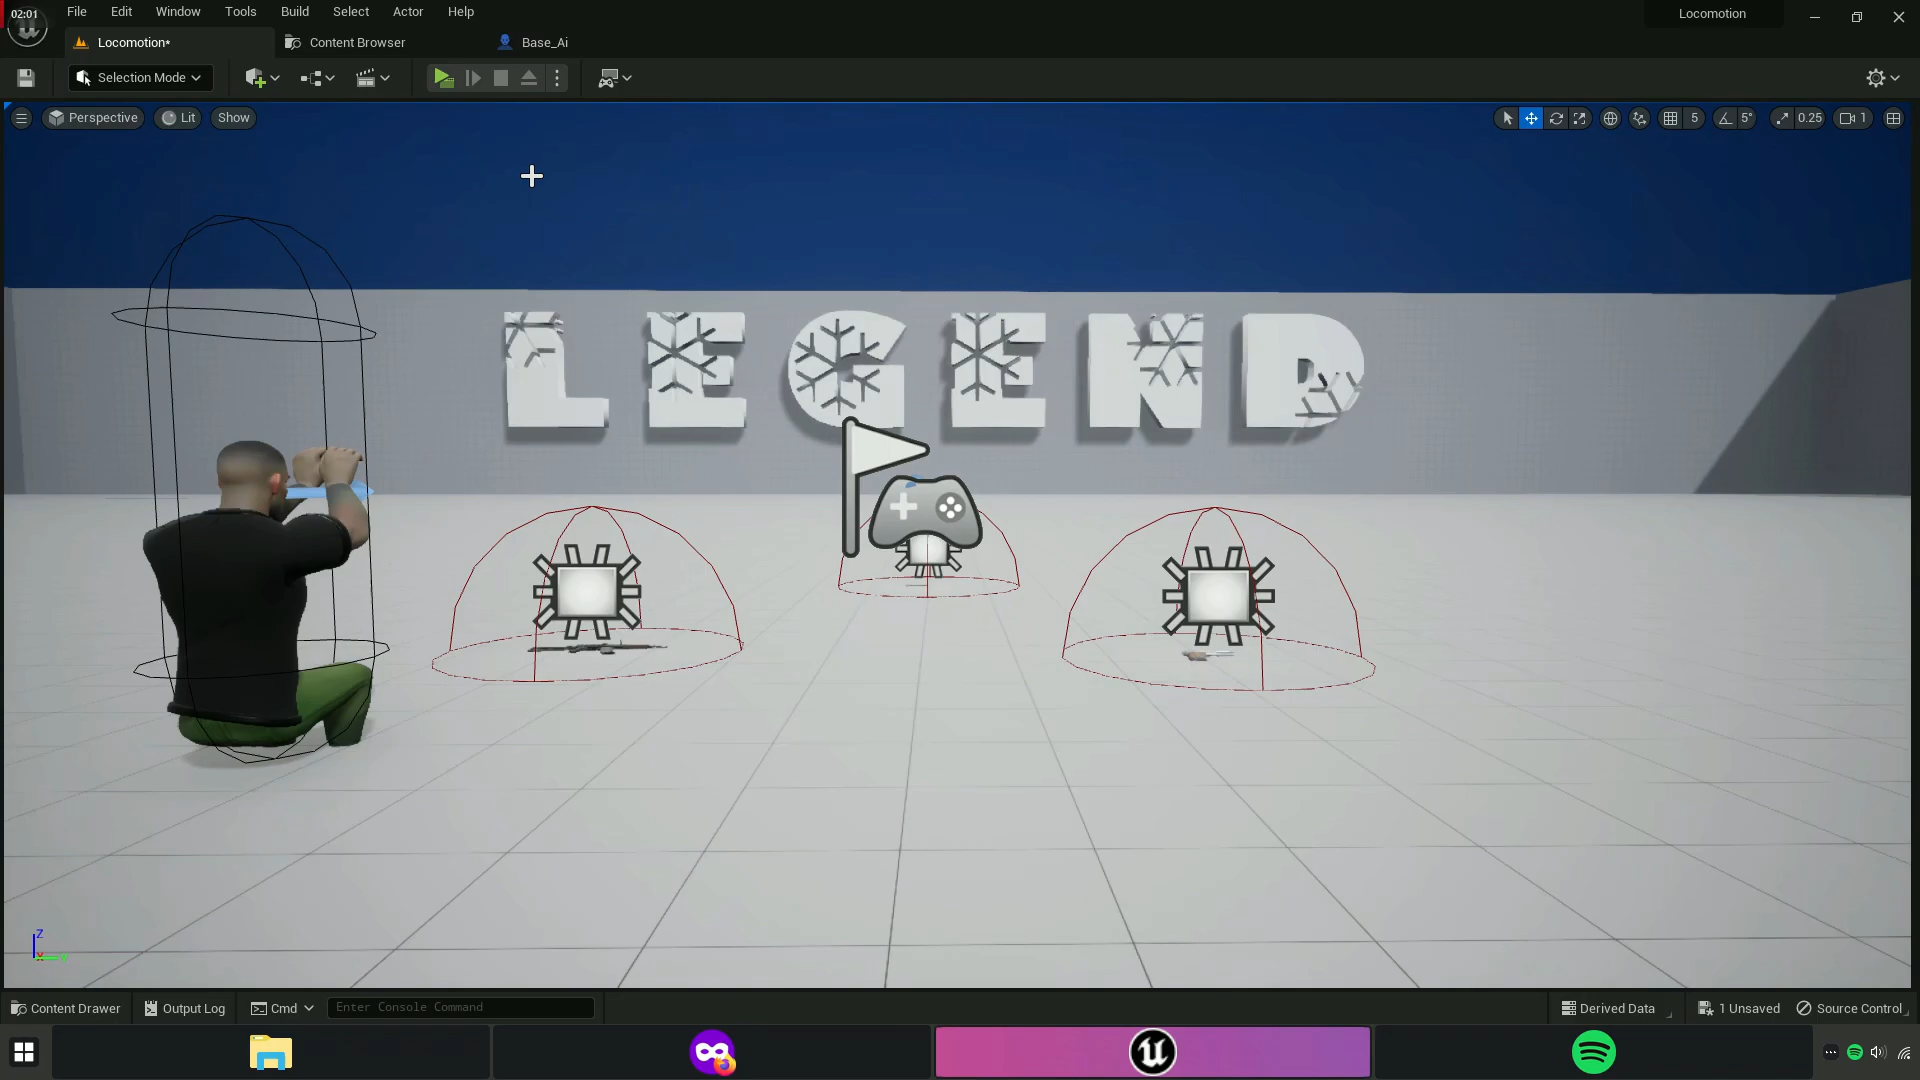 02:01
File Edit Window Tools Build Select Actor Help
Locomotion
Locomotion*
Content Browser
Base_Ai
Selection Mode
Perspective
Lit
Show
5
5°
0.25
1
LEGEND
Z
Content Drawer
Output Log
Cmd
Enter Console Command
Derived Data
1 Unsaved
Source Control